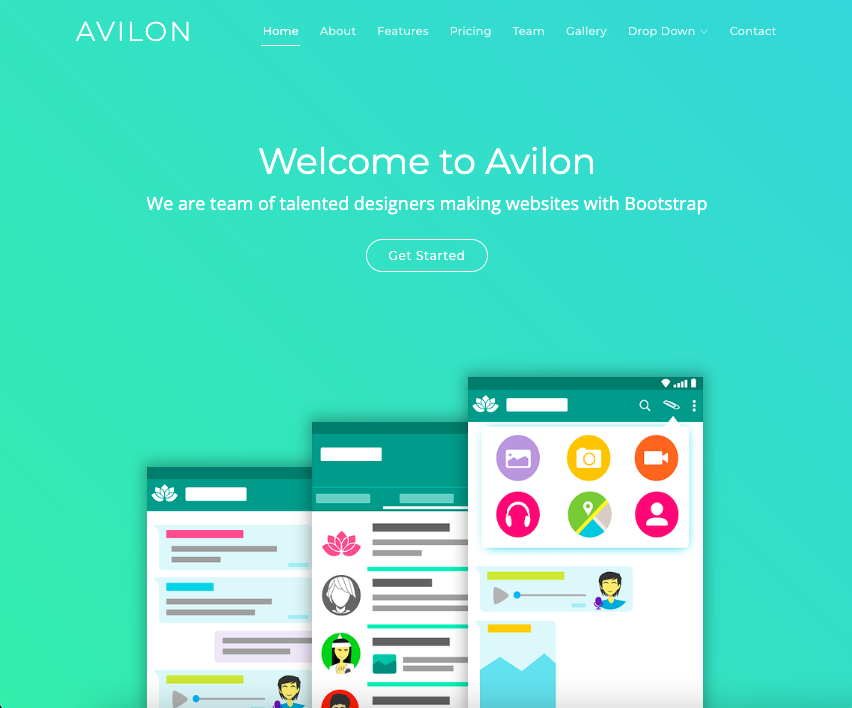 AVILON
Home About Features Pricing Team Gallery Drop Down Contact
Welcome to Avilon
We are team of talented designers making websites with Bootstrap
Get Started